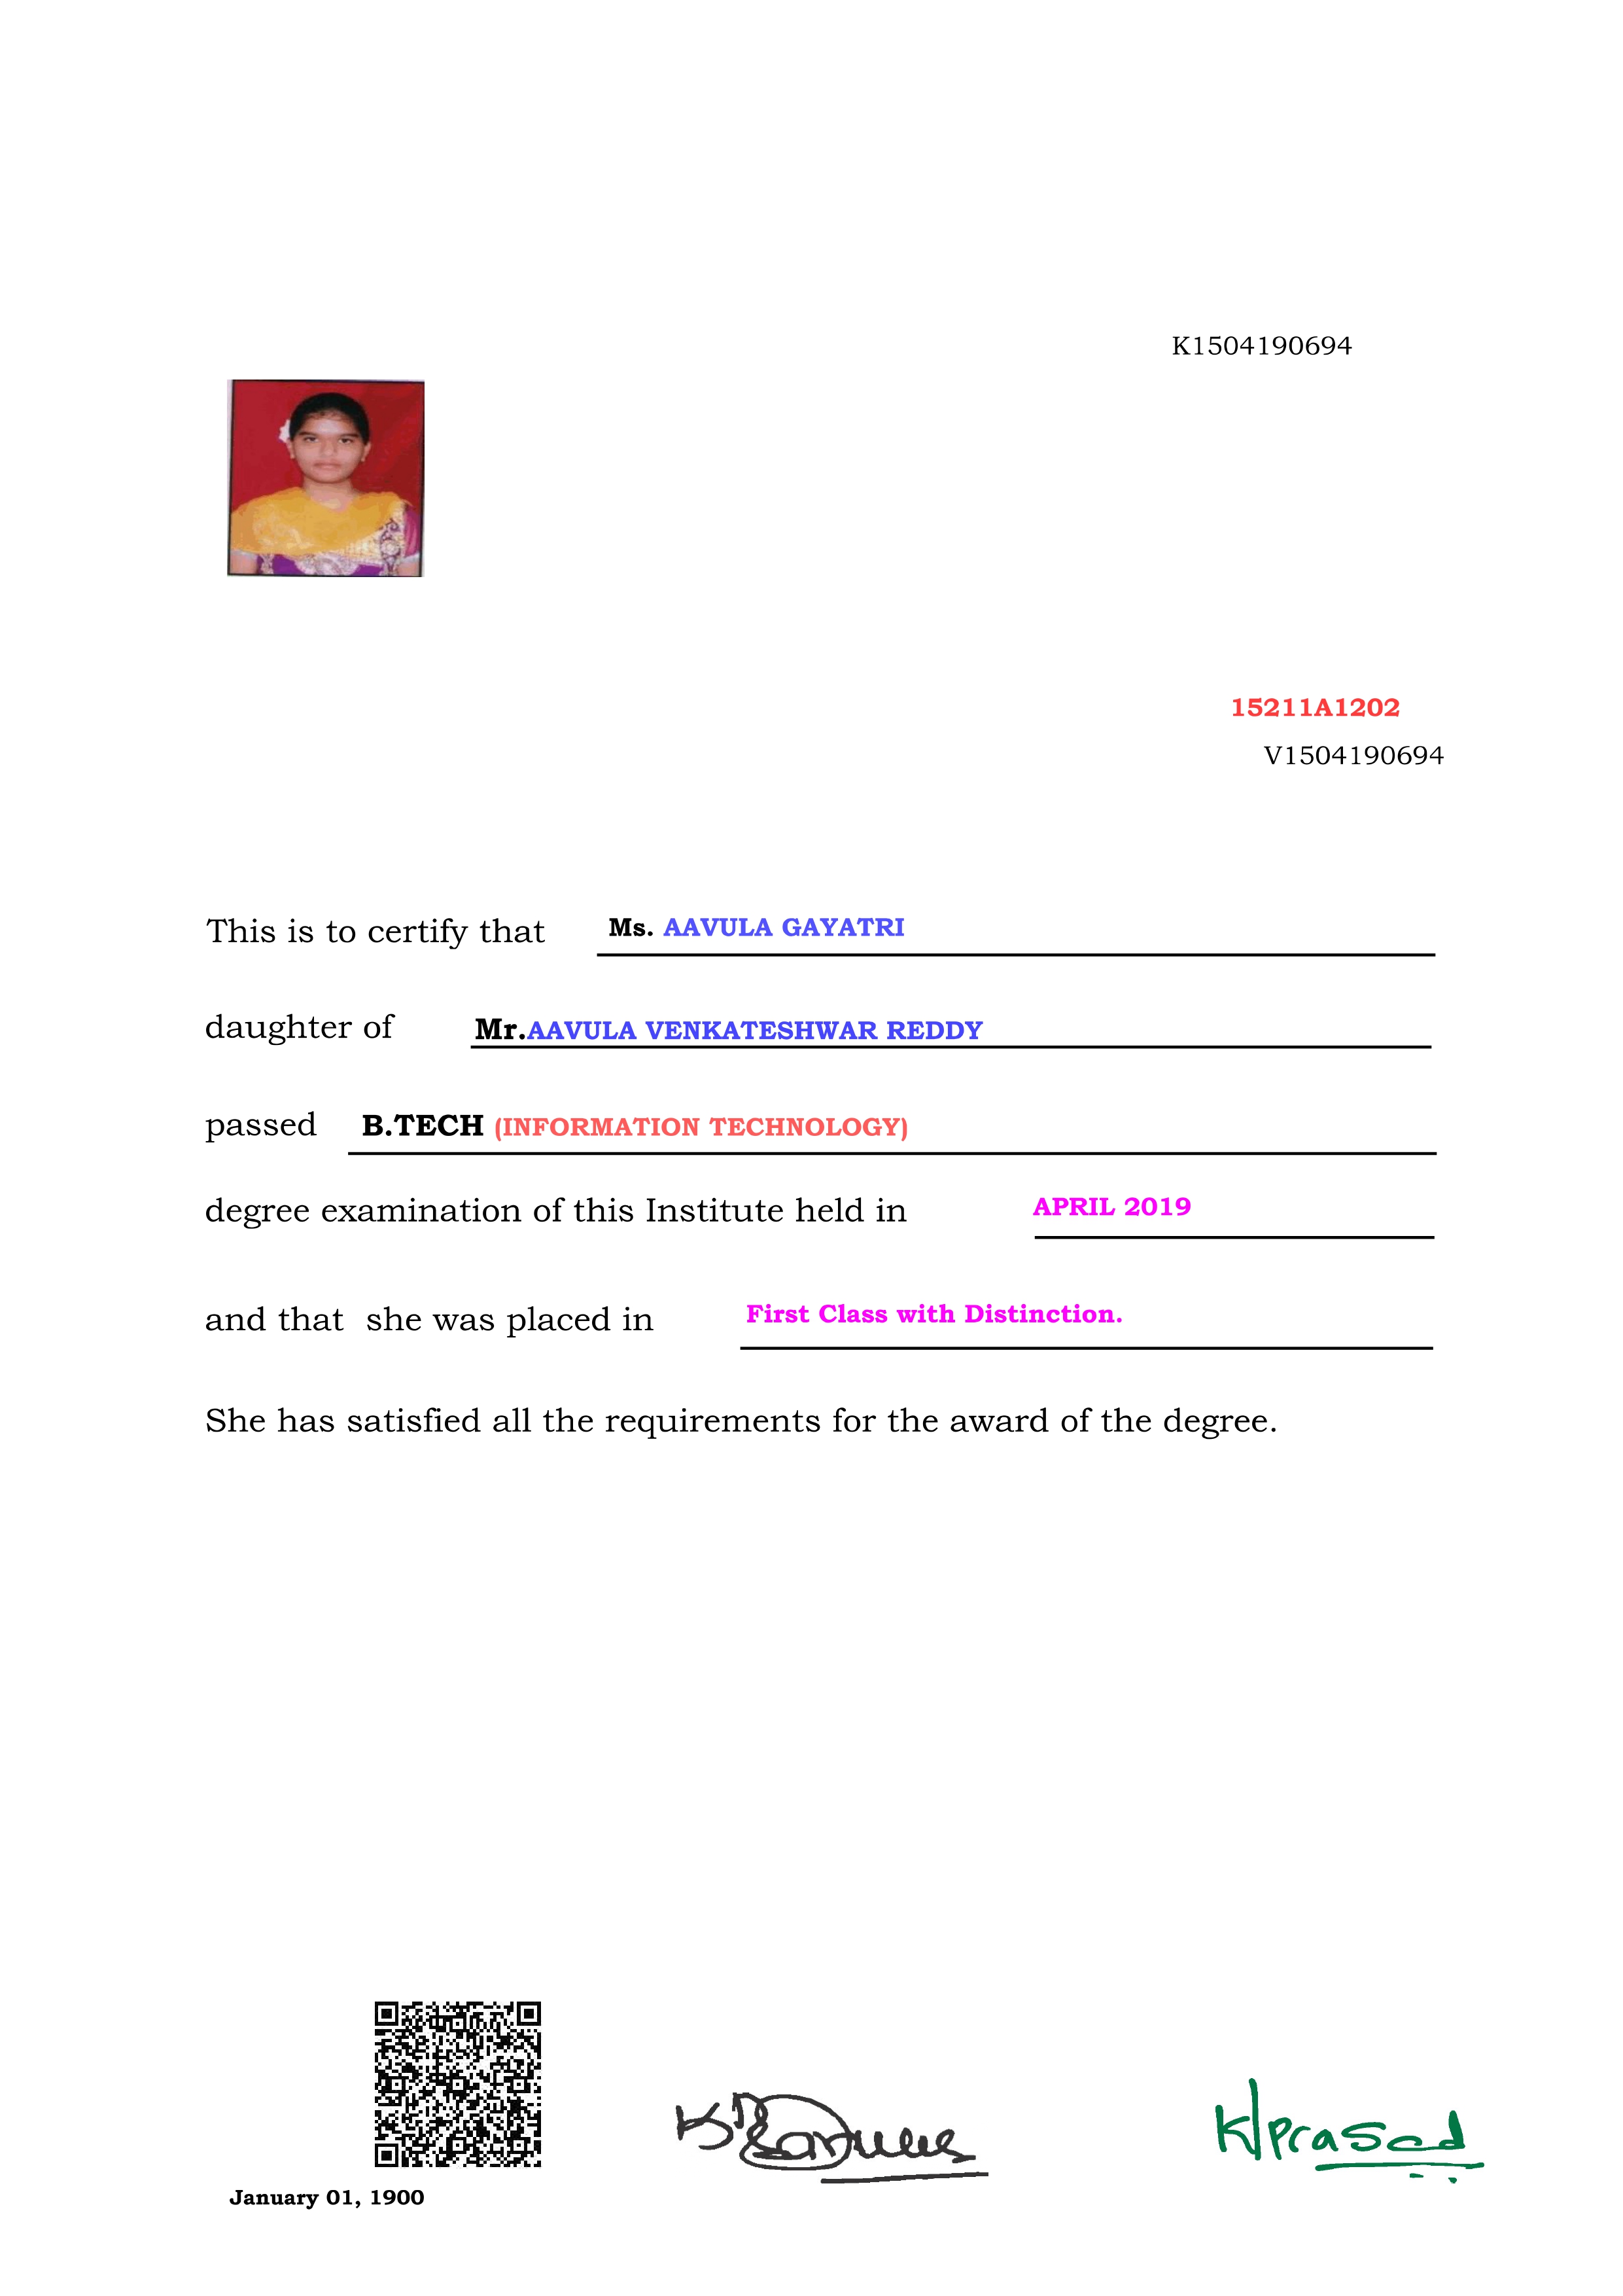 K1504190694
15211A1202
V1504190694
This is to certify that Ms. AAVULA GAYATRI
daughter of Mr.AAVULA VENKATESHWAR REDDY
passed B.TECH (INFORMATION TECHNOLOGY)
degree examination of this Institute held in APRIL 2019
and that she was placed in First Class with Distinction.
She has satisfied all the requirements for the award of the degree.
January 01, 1900